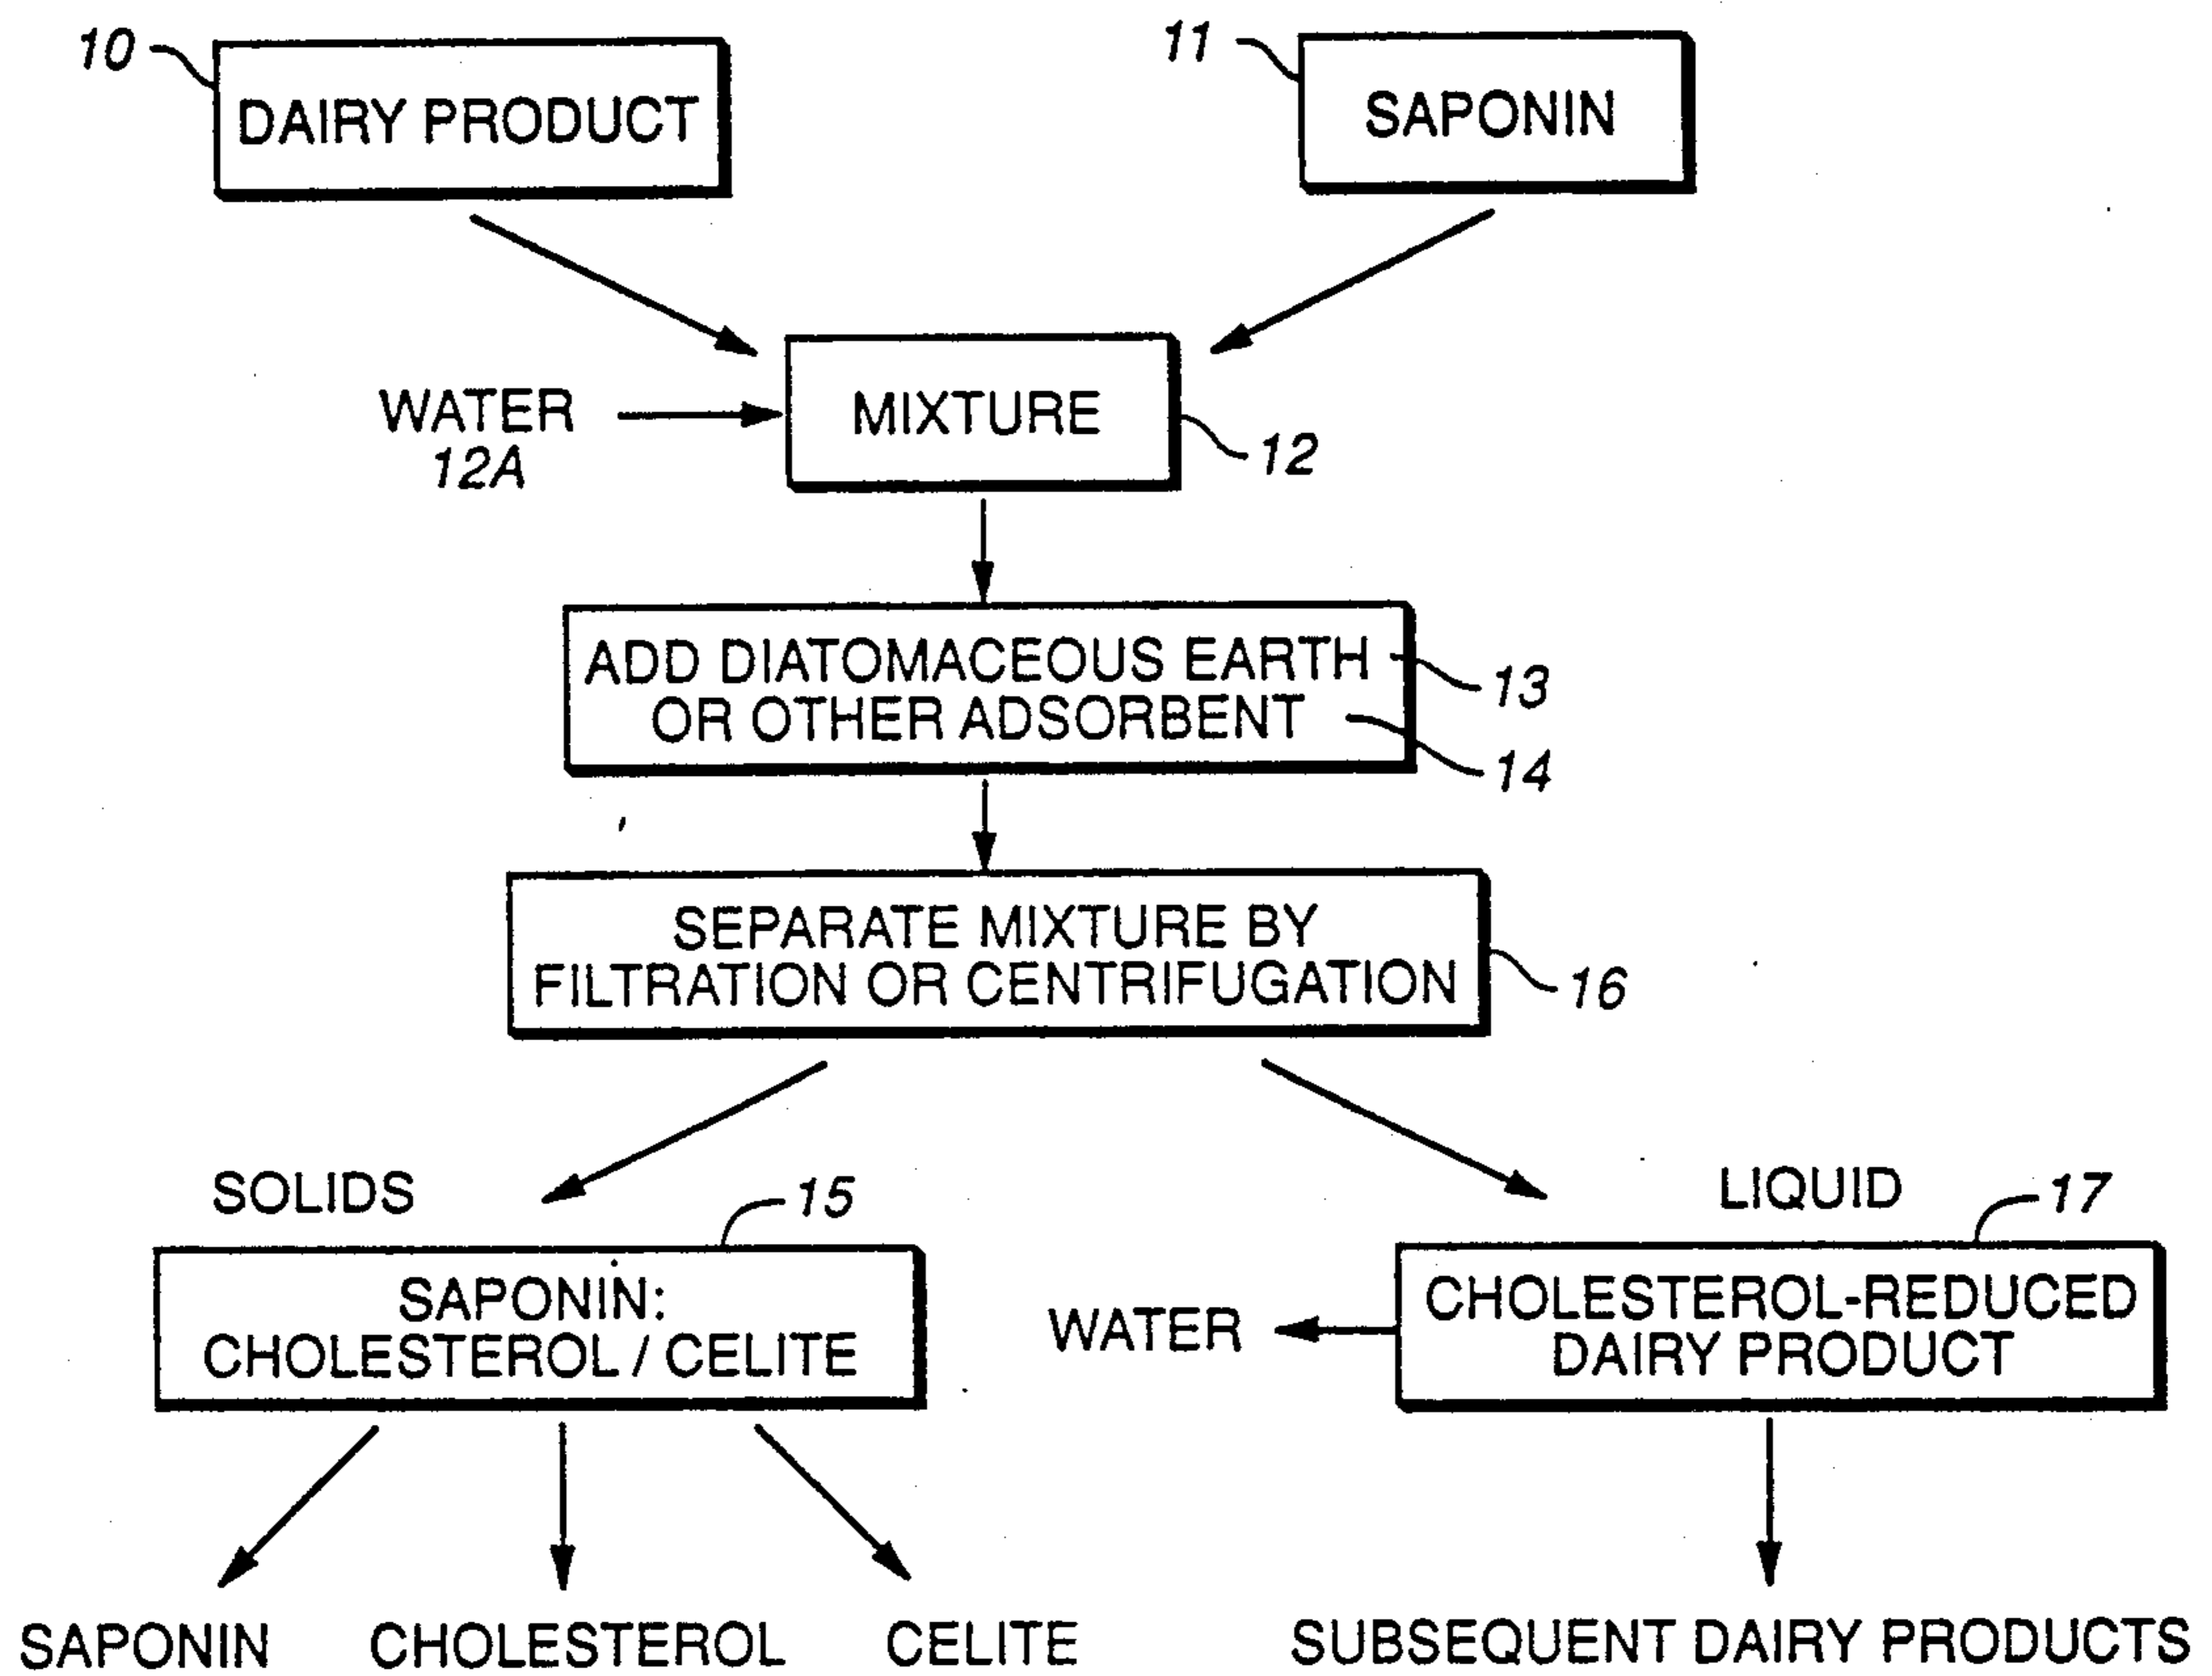 10
DAIRY PRODUCT
11
SAPONIN
WATER
12A
MIXTURE
12
ADD DIATOMACEOUS EARTH
OR OTHER ADSORBENT
13
14
SEPARATE MIXTURE BY
FILTRATION OR CENTRIFUGATION
16
SOLIDS
15
SAPONIN:
CHOLESTEROL / CELITE
LIQUID
17
WATER
CHOLESTEROL-REDUCED
DAIRY PRODUCT
SAPONIN
CHOLESTEROL
CELITE
SUBSEQUENT DAIRY PRODUCTS